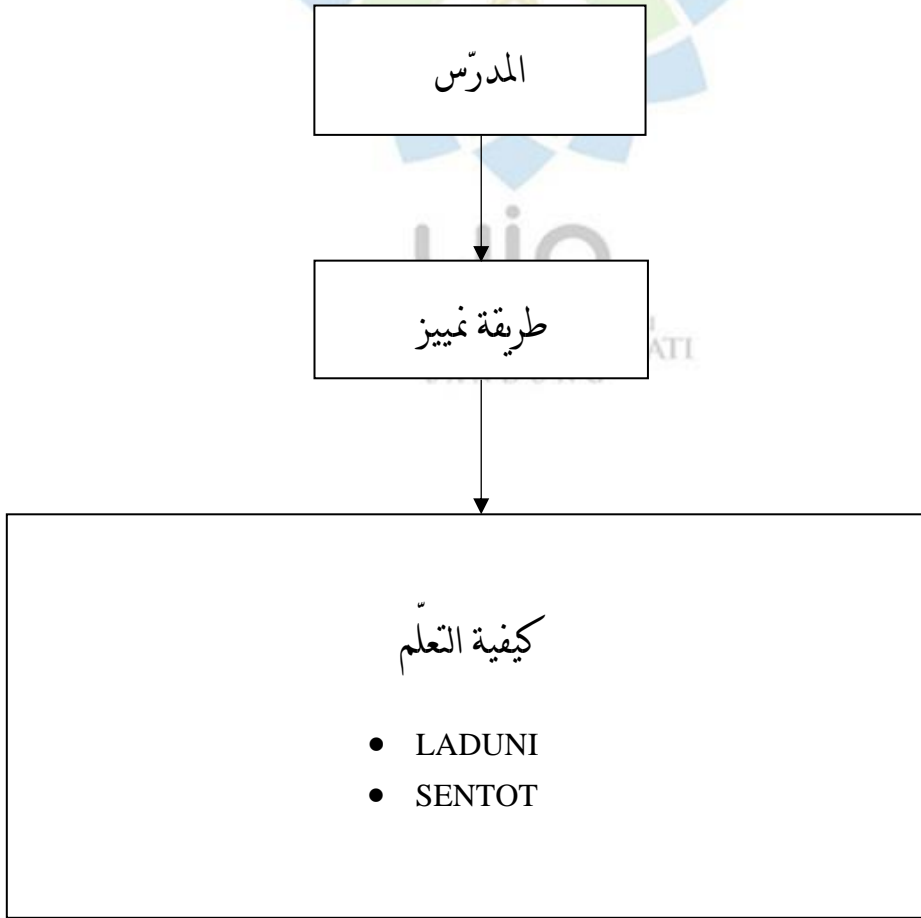 المدرّس
طريقة نمييز
كيفية التعلّم
• LADUNI
• SENTOT